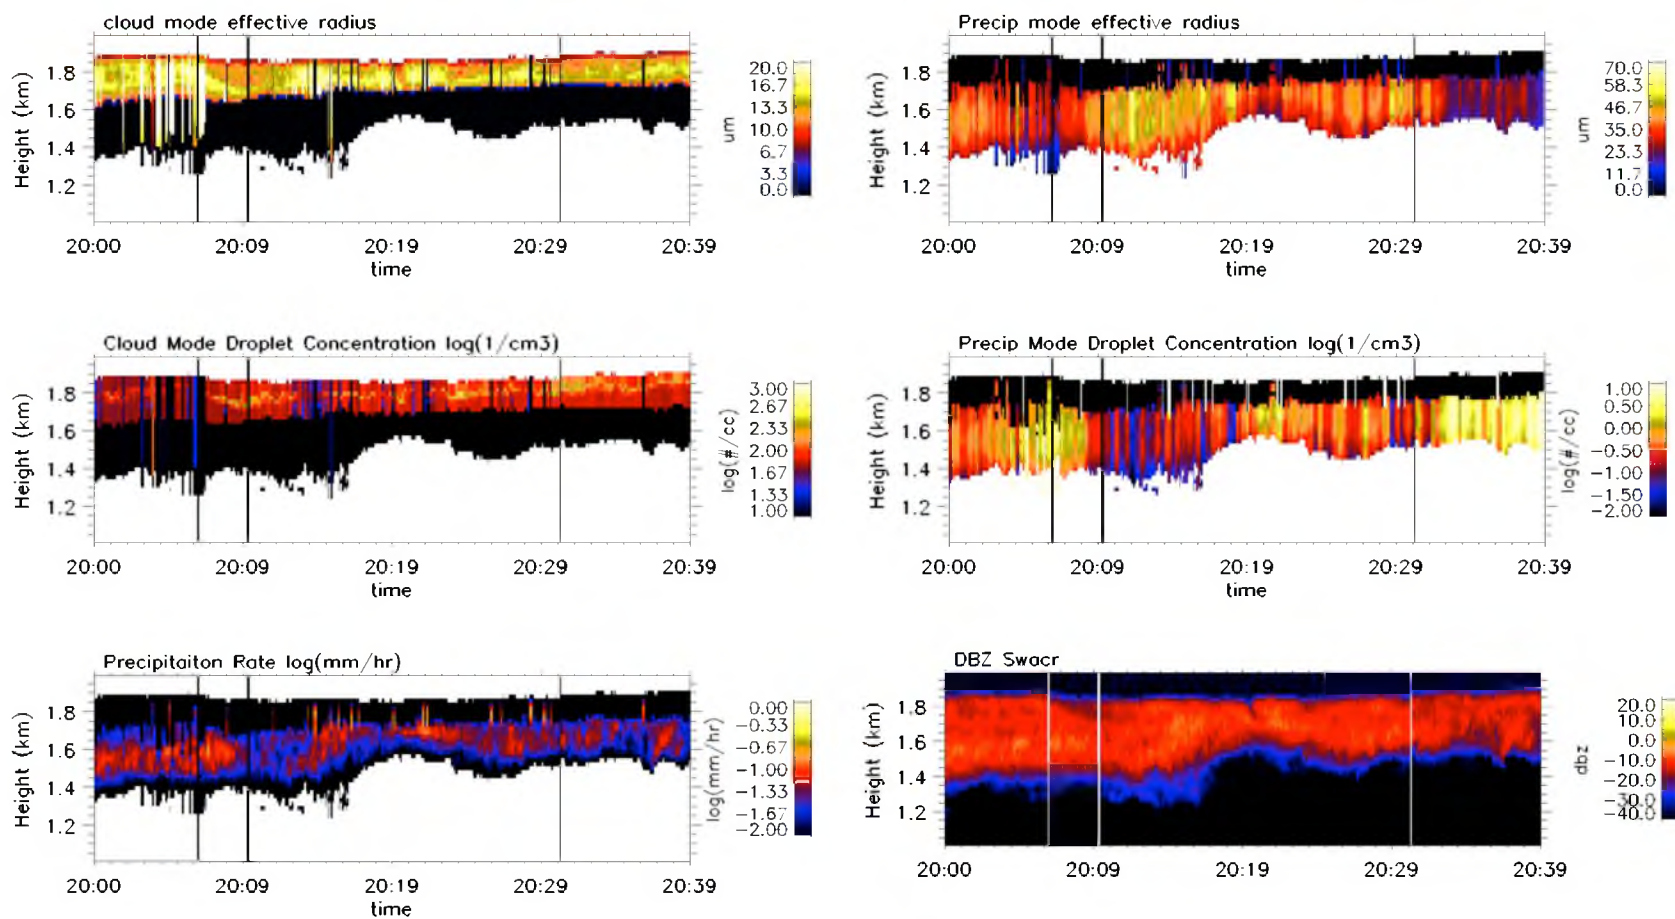 cloud mode effective radius
Height (km)
1.8
1.6
1.4
1.2
20:00 20:09 20:19 20:29 20:39
time
20.0
16.7
13.3
10.0
6.7
3.3
0.0
um
Precip mode effective radius
Height (km)
1.8
1.6
1.4
1.2
20:00 20:09 20:19 20:29 20:39
time
70.0
58.3
46.7
35.0
23.3
11.7
0.0
um
Cloud Mode Droplet Concentration log(1/cm3)
Height (km)
1.8
1.6
1.4
1.2
20:00 20:09 20:19 20:29 20:39
time
3.00
2.67
2.33
2.00
1.67
1.33
1.00
log(#/cc)
Precip Mode Droplet Concentration log(1/cm3)
Height (km)
1.8
1.6
1.4
1.2
20:00 20:09 20:19 20:29 20:39
time
1.00
0.50
0.00
-0.50
-1.00
-1.50
-2.00
log(#/cc)
Precipitaiton Rate log(mm/hr)
Height (km)
1.8
1.6
1.4
1.2
20:00 20:09 20:19 20:29 20:39
time
0.00
-0.33
-0.67
-1.00
-1.33
-1.67
-2.00
log(mm/hr)
DBZ Swacr
Height (km)
1.8
1.6
1.4
1.2
20:00 20:09 20:19 20:29 20:39
20.0
10.0
0.0
-10.0
-20.0
-30.0
-40.0
dbz